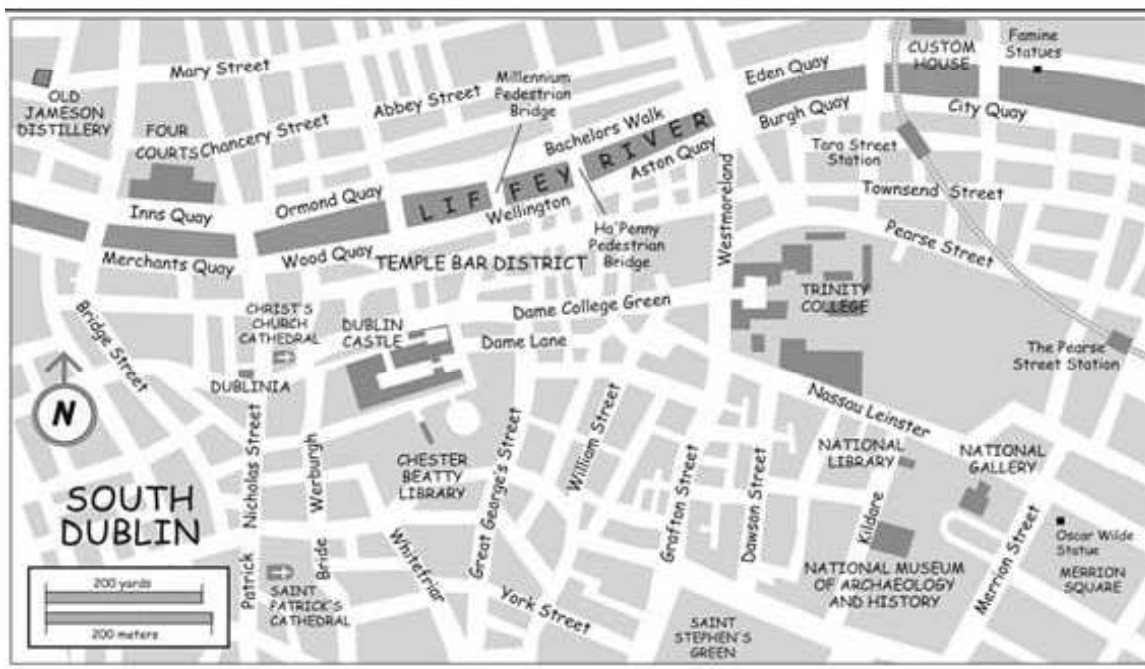 Mary Street
OLD
JAMESON
DISTILLERY
FOUR
COURTS
Chancery Street
Abbey Street
Millennium
Pedestrian
Bridge
Bachelors Walk
Eden Quay
CUSTOM
HOUSE
Famine
Statues
City Quay
Burgh Quay
Tara Street
Station
Townsend Street
Pearse Street
Inns Quay
Ormond Quay
LIFFEY RIVER
Aston Quay
Wellington
Westmoreland
Merchants Quay
Wood Quay
TEMPLE BAR DISTRICT
Ha'Penny
Pedestrian
Bridge
TRINITY
COLLEGE
Bridge Street
CHRIST'S
CHURCH
CATHEDRAL
DUBLIN
CASTLE
Dame College Green
Dame Lane
The Pearse
Street Station
DUBLINIA
N
Nassau Leinster
Nicholas Street
Werburgh
CHESTER
BEATTY
LIBRARY
Great George's Street
William Street
Grafton Street
Dawson Street
NATIONAL
LIBRARY
NATIONAL
GALLERY
Kildare
Merrion Street
Oscar Wilde
Statue
MERRION
SQUARE
SOUTH
DUBLIN
200 yards
200 meters
Patrick
Bride
Whitefriar
York Street
SAINT
PATRICK'S
CATHEDRAL
NATIONAL MUSEUM
OF ARCHAEOLOGY
AND HISTORY
SAINT
STEPHEN'S
GREEN